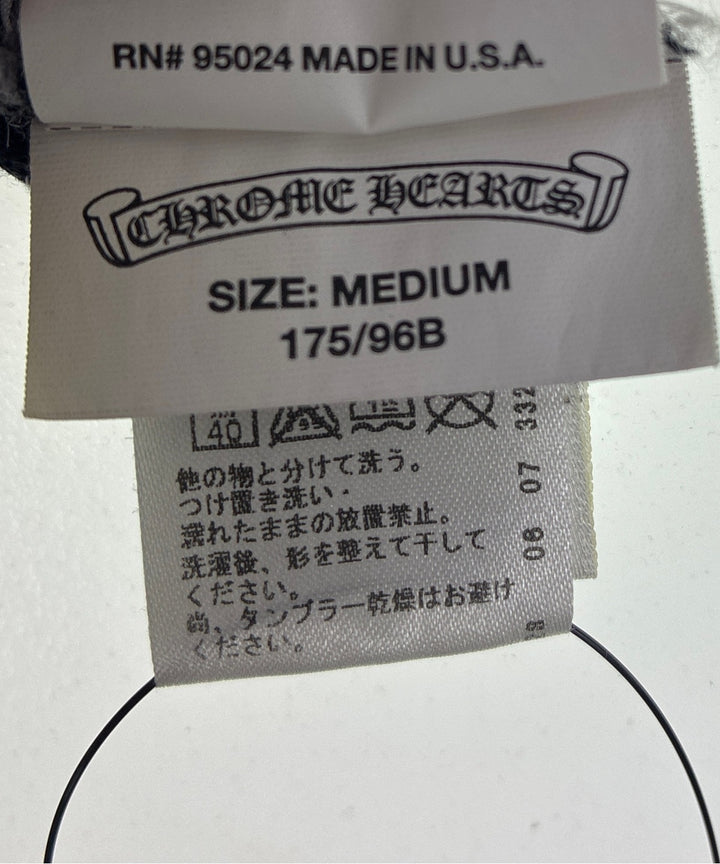 RN# 95024 MADE IN U.S.A.
CHROME HEARTS
SIZE: MEDIUM
175/96B
40
他の物と分けて洗う。
つけ置き洗い・
濡れたままの放置禁止。
洗濯後、形を整えて干して
ください。
尚、タンブラー乾燥はお避け
ください。
332
07
06